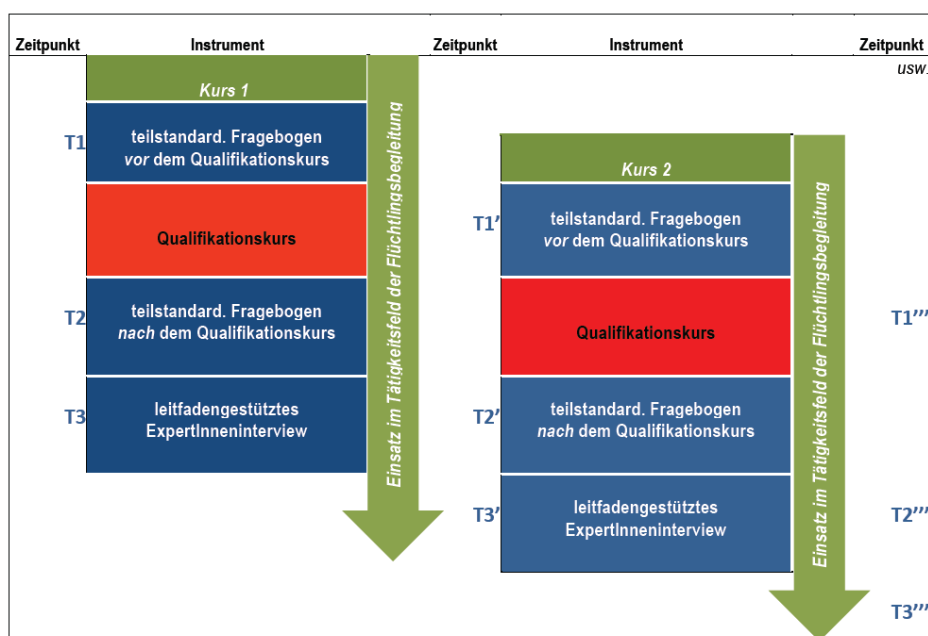 Zeitpunkt Instrument Zeitpunkt Instrument Zeitpunkt
usw.
Kurs 1
T1
teilstandard. Fragebogen
vor dem Qualifikationskurs
Qualifikationskurs
T2
teilstandard. Fragebogen
nach dem Qualifikationskurs
T3
leitfadengestütztes
ExpertInneninterview
Einsatz im Tätigkeitsfeld der Flüchtlingsbegleitung
Kurs 2
T1'
teilstandard. Fragebogen
vor dem Qualifikationskurs
Qualifikationskurs
T2'
teilstandard. Fragebogen
nach dem Qualifikationskurs
T3'
leitfadengestütztes
ExpertInneninterview
Einsatz im Tätigkeitsfeld der Flüchtlingsbegleitung
T1'''
T2'''
T3'''